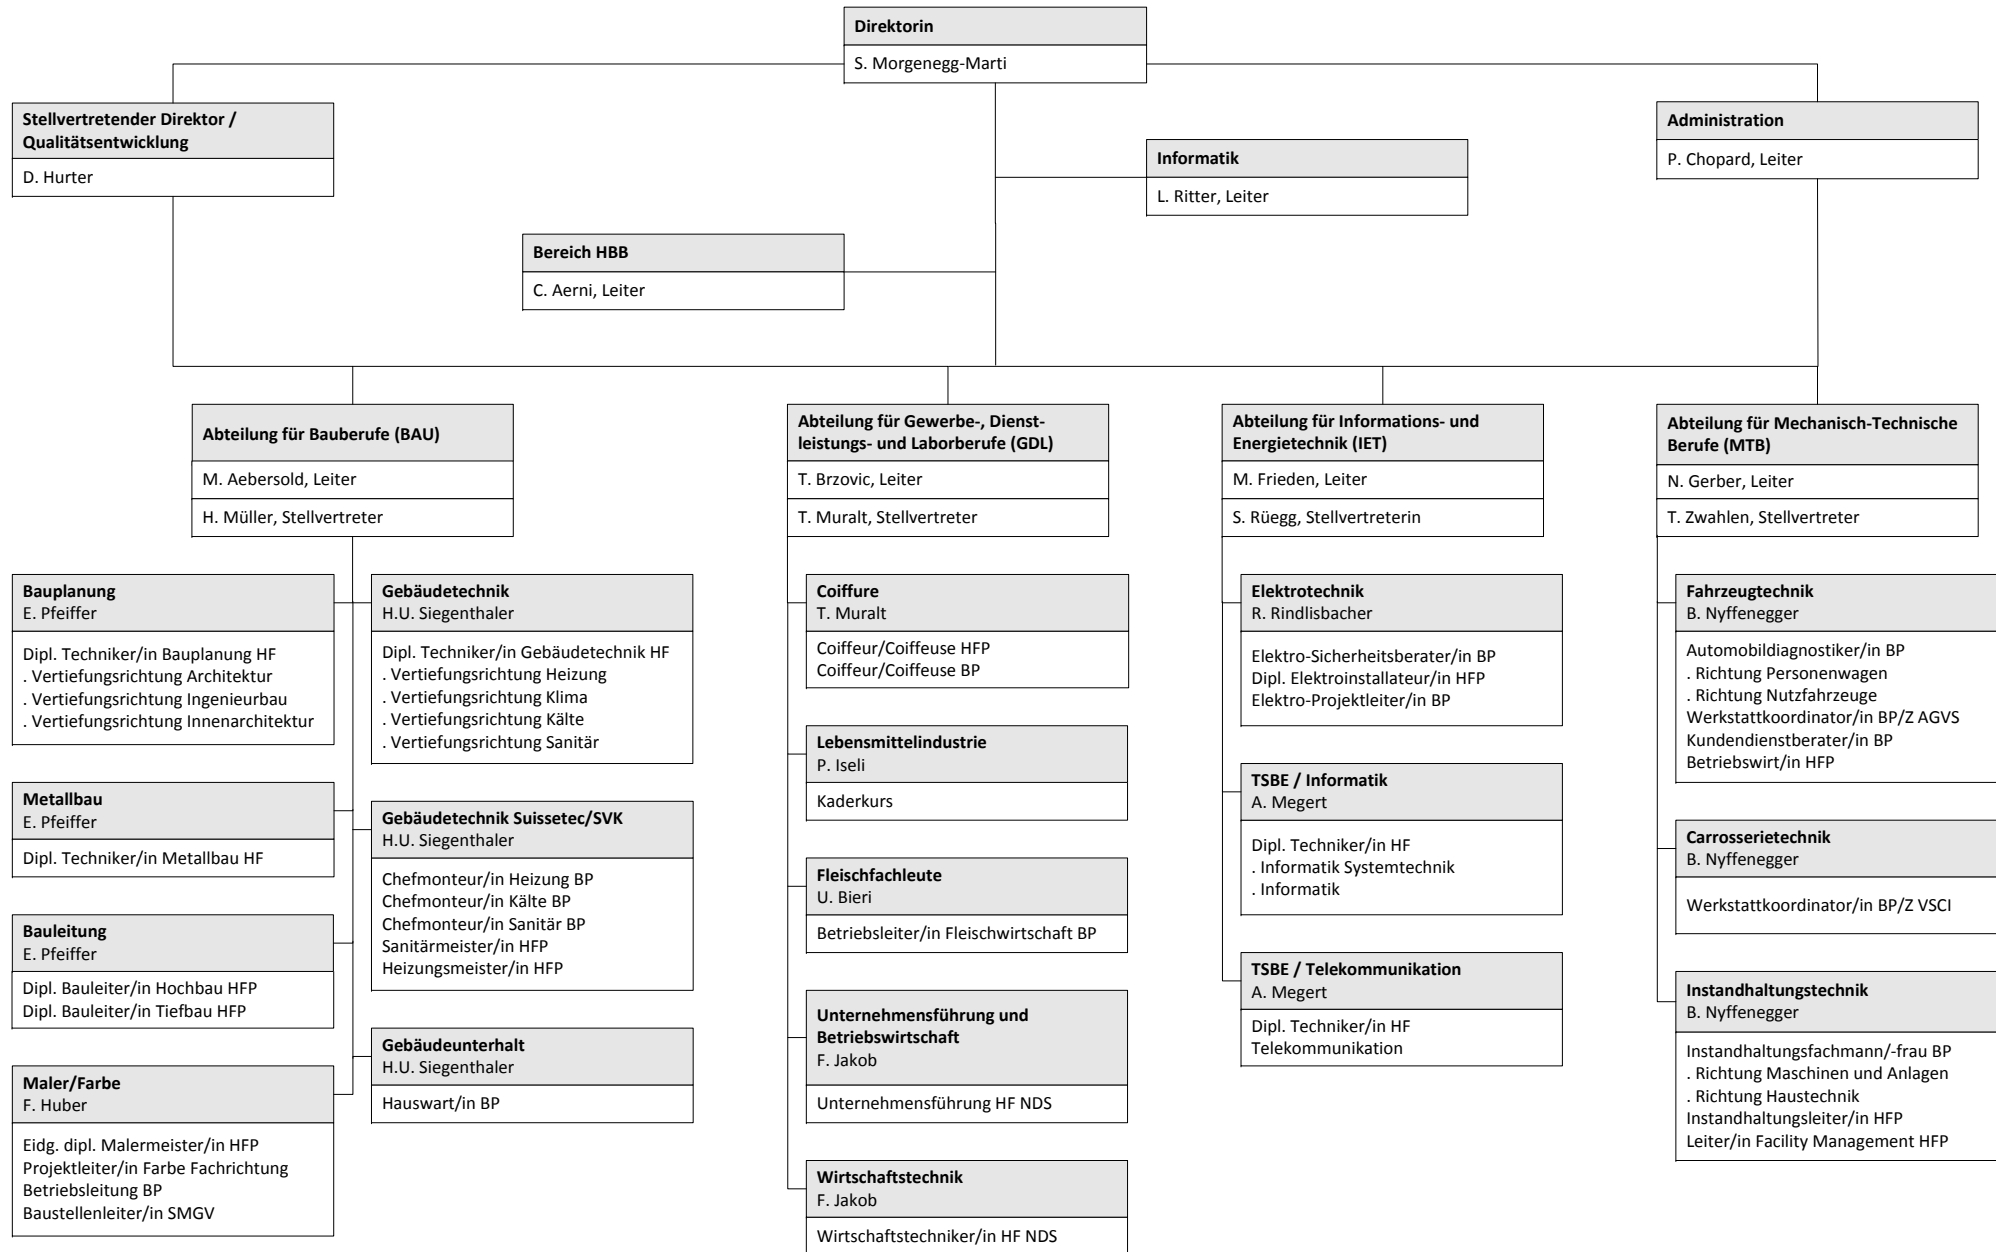 Direktorin
S. Morgenegg-Marti
Stellvertretender Direktor /
Qualitätsentwicklung
D. Hurter
Administration
P. Chopard, Leiter
Informatik
L. Ritter, Leiter
Bereich HBB
C. Aerni, Leiter
Abteilung für Bauberufe (BAU)
M. Aebersold, Leiter
H. Müller, Stellvertreter
Bauplanung
E. Pfeiffer
Dipl. Techniker/in Bauplanung HF
. Vertiefungsrichtung Architektur
. Vertiefungsrichtung Ingenieurbau
. Vertiefungsrichtung Innenarchitektur
Metallbau
E. Pfeiffer
Dipl. Techniker/in Metallbau HF
Bauleitung
E. Pfeiffer
Dipl. Bauleiter/in Hochbau HFP
Dipl. Bauleiter/in Tiefbau HFP
Maler/Farbe
F. Huber
Eidg. dipl. Malermeister/in HFP
Projektleiter/in Farbe Fachrichtung
Betriebsleitung BP
Baustellenleiter/in SMGV
Gebäudetechnik
H.U. Siegenthaler
Dipl. Techniker/in Gebäudetechnik HF
. Vertiefungsrichtung Heizung
. Vertiefungsrichtung Klima
. Vertiefungsrichtung Kälte
. Vertiefungsrichtung Sanitär
Gebäudetechnik Suissetec/SVK
H.U. Siegenthaler
Chefmonteur/in Heizung BP
Chefmonteur/in Kälte BP
Chefmonteur/in Sanitär BP
Sanitärmeister/in HFP
Heizungsmeister/in HFP
Gebäudeunterhalt
H.U. Siegenthaler
Hauswart/in BP
Abteilung für Gewerbe-, Dienst-
leistungs- und Laborberufe (GDL)
T. Brzovic, Leiter
T. Muralt, Stellvertreter
Coiffure
T. Muralt
Coiffeur/Coiffeuse HFP
Coiffeur/Coiffeuse BP
Lebensmittelindustrie
P. Iseli
Kaderkurs
Fleischfachleute
U. Bieri
Betriebsleiter/in Fleischwirtschaft BP
Unternehmensführung und
Betriebswirtschaft
F. Jakob
Unternehmensführung HF NDS
Wirtschaftstechnik
F. Jakob
Wirtschaftstechniker/in HF NDS
Abteilung für Informations- und
Energietechnik (IET)
M. Frieden, Leiter
S. Rüegg, Stellvertreterin
Elektrotechnik
R. Rindlisbacher
Elektro-Sicherheitsberater/in BP
Dipl. Elektroinstallateur/in HFP
Elektro-Projektleiter/in BP
TSBE / Informatik
A. Megert
Dipl. Techniker/in HF
. Informatik Systemtechnik
. Informatik
TSBE / Telekommunikation
A. Megert
Dipl. Techniker/in HF
Telekommunikation
Abteilung für Mechanisch-Technische
Berufe (MTB)
N. Gerber, Leiter
T. Zwahlen, Stellvertreter
Fahrzeugtechnik
B. Nyffenegger
Automobildiagnostiker/in BP
. Richtung Personenwagen
. Richtung Nutzfahrzeuge
Werkstattkoordinator/in BP/Z AGVS
Kundendienstberater/in BP
Betriebswirt/in HFP
Carrosserietechnik
B. Nyffenegger
Werkstattkoordinator/in BP/Z VSCI
Instandhaltungstechnik
B. Nyffenegger
Instandhaltungsfachmann/-frau BP
. Richtung Maschinen und Anlagen
. Richtung Haustechnik
Instandhaltungsleiter/in HFP
Leiter/in Facility Management HFP